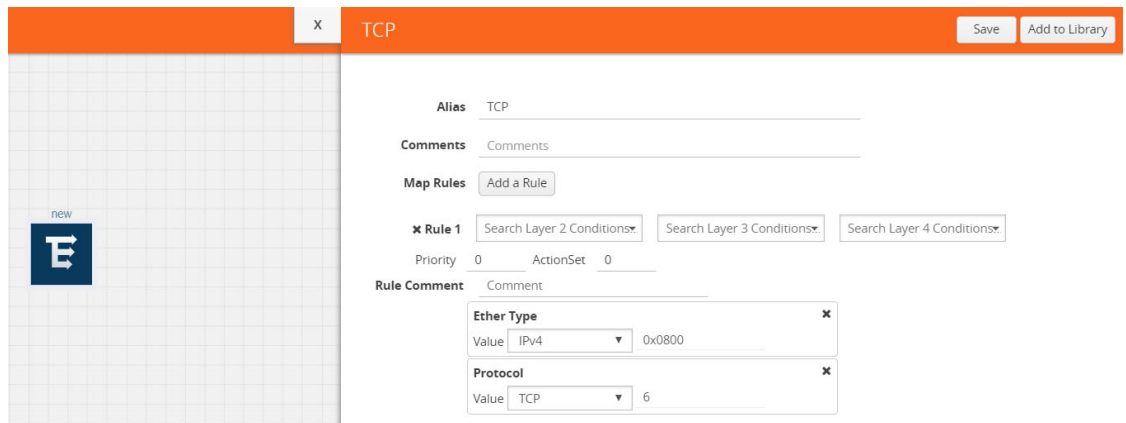 X
TCP
Save
Add to Library
Alias TCP
Comments Comments
Map Rules Add a Rule
new
✖ Rule 1 Search Layer 2 Conditions... Search Layer 3 Conditions... Search Layer 4 Conditions...
Priority 0 ActionSet 0
Rule Comment Comment
Ether Type ✖
Value IPv4 ▼ 0x0800
Protocol ✖
Value TCP ▼ 6